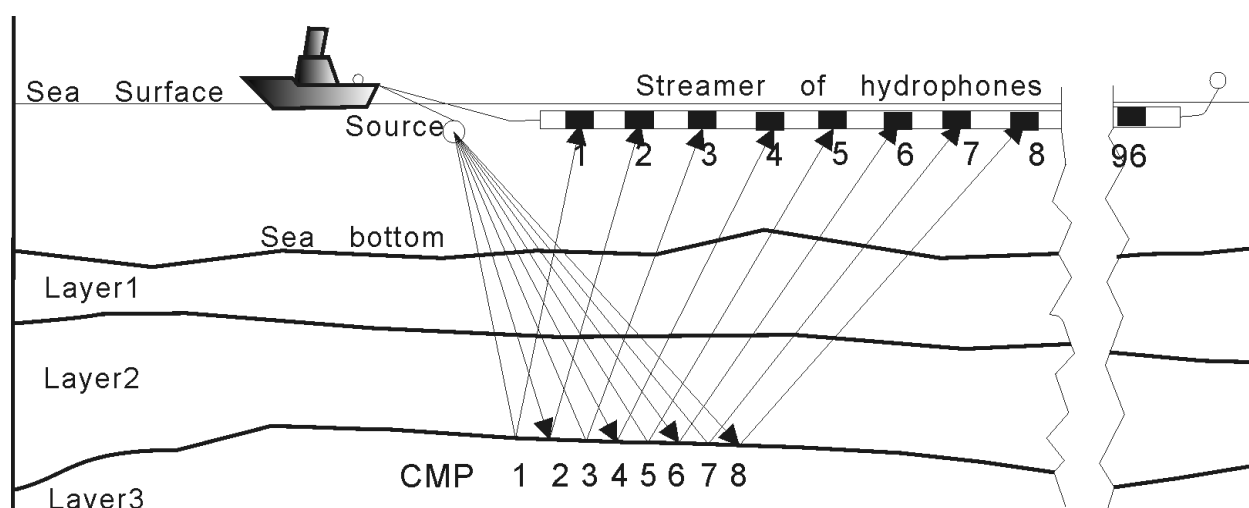 Sea Surface
Streamer of hydrophones
Source
1 2 3 4 5 6 7 8 96
Sea bottom
Layer1
Layer2
CMP 1 2 3 4 5 6 7 8
Layer3